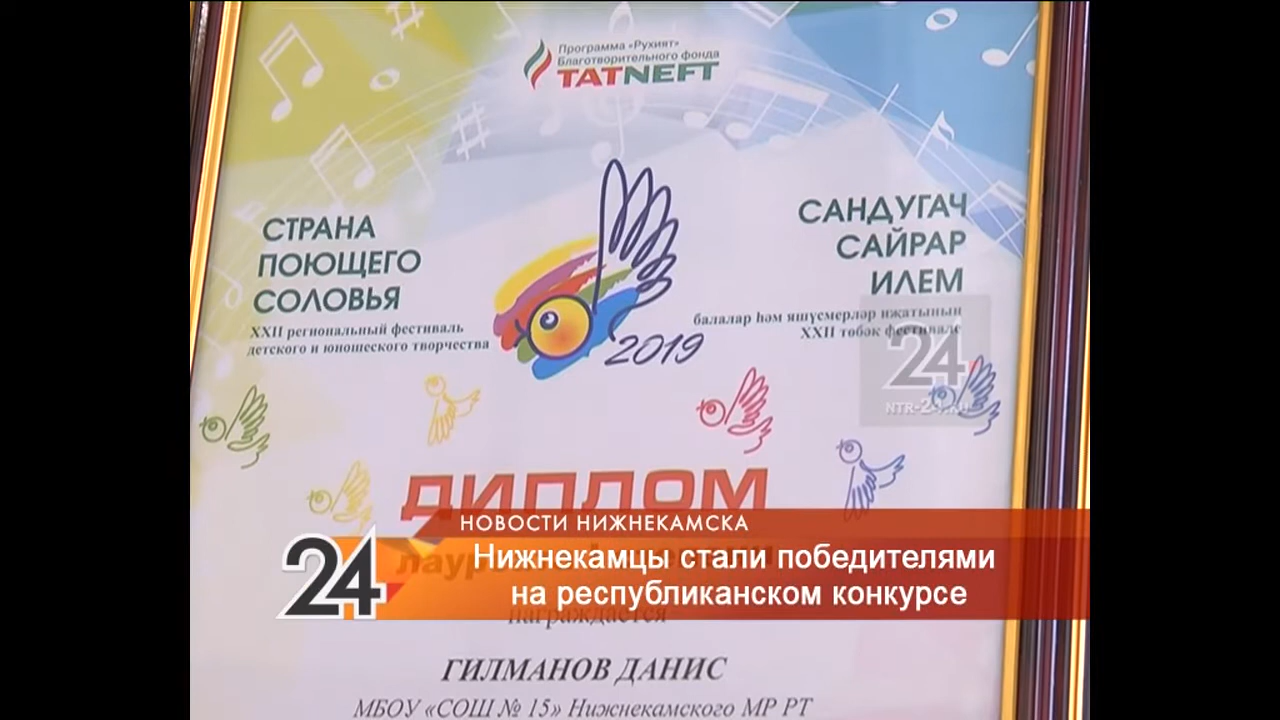 Программа «Рухият»
Благотворительного фонда
TATNEFT
СТРАНА
ПОЮЩЕГО
СОЛОВЬЯ
XXII региональный фестиваль
детского и юношеского творчества
САНДУГАЧ
САЙРАР
ИЛЕМ
балалар һәм яшүсмерләр иҗатының
XXII төбәк фестивале
2019
24
NTR-24.RU
ДИПЛОМ
24
НОВОСТИ НИЖНЕКАМСКА
Нижнекамцы стали победителями
на республиканском конкурсе
награждается
ГИЛМАНОВ ДАНИС
МБОУ «СОШ № 15» Нижнекамского МР РТ